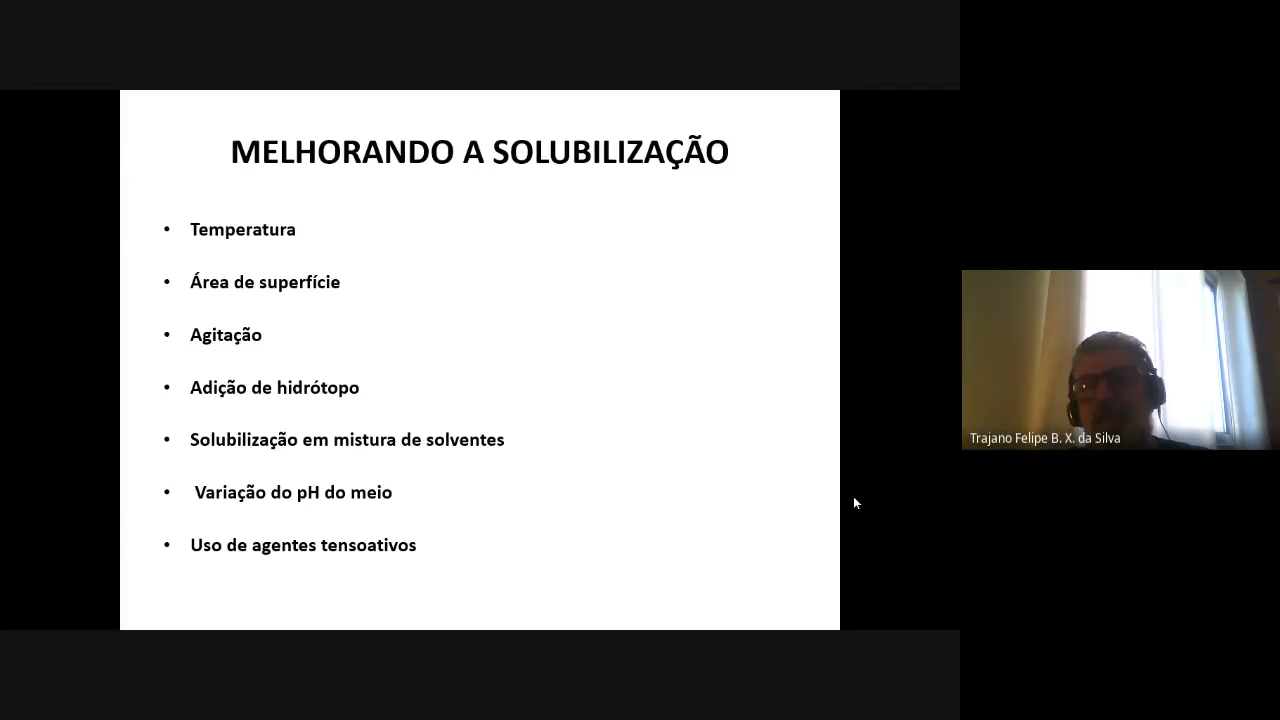 MELHORANDO A SOLUBILIZAÇÃO
• Temperatura
• Área de superfície
• Agitação
• Adição de hidrótopo
• Solubilização em mistura de solventes
• Variação do pH do meio
• Uso de agentes tensoativos
Trajano Felipe B. X. da Silva